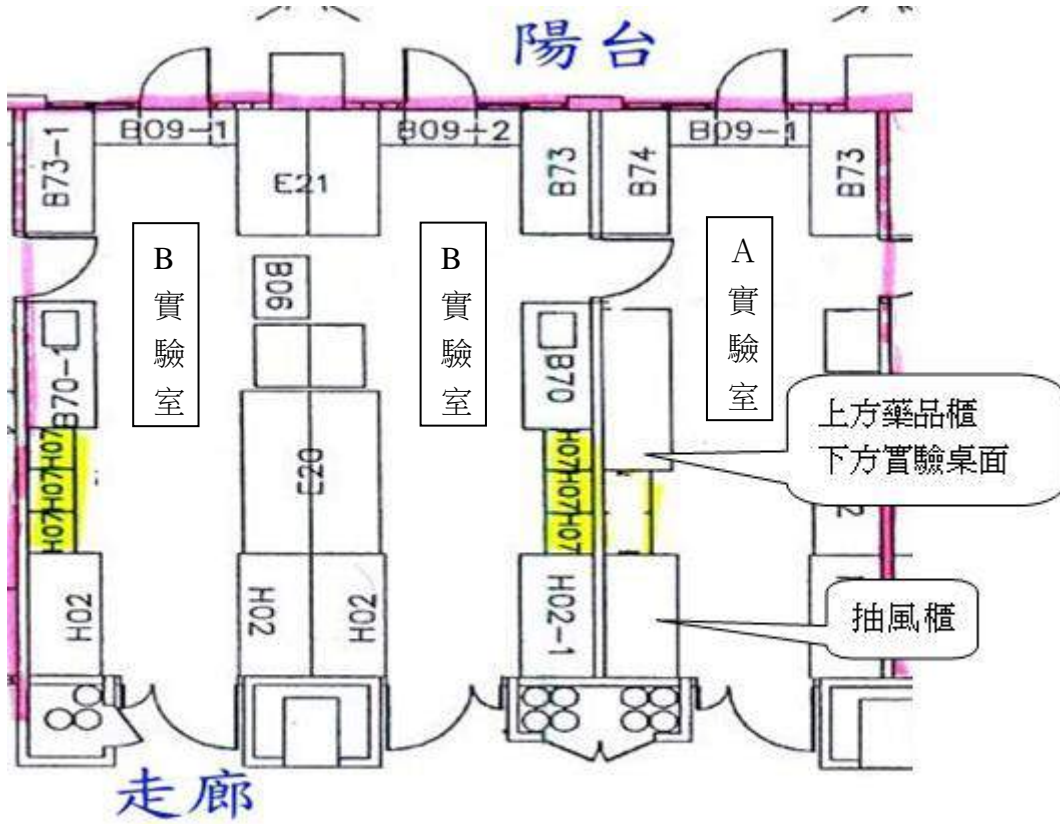 陽台
B09-1
B09-2
B09-1
B73-1
E21
B73
B74
B73
B
實
驗
室
B
實
驗
室
A
實
驗
室
B06
B70-1
B70
上方藥品櫃
下方實驗桌面
H07
H07
H07
E20
H07
H07
H07
H02
H02
H02
H02-1
抽風櫃
走廊